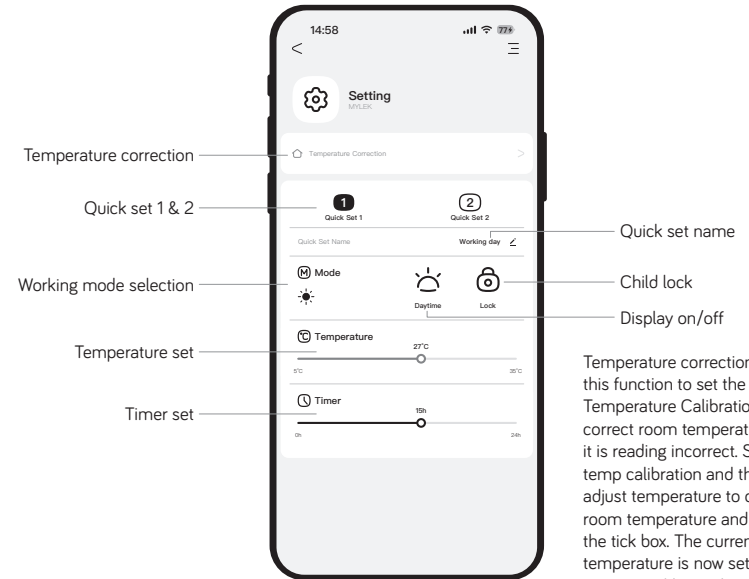 14:58
77
Setting
MYLEK
Temperature correction
Temperature Correction
Quick set 1 & 2
1
2
Quick Set 1
Quick Set 2
Quick set name
Quick Set Name
Working day
Working mode selection
M Mode
Daytime
Lock
Child lock
Display on/off
Temperature set
°C Temperature
27°C
5°C
35°C
Timer set
Timer
15h
0h
24h
Temperature correction
this function to set the
Temperature
correct room
it is reading incorrect.
temp calibration and
adjust temperature to
room temperature and
the tick box. The current
temperature is now set